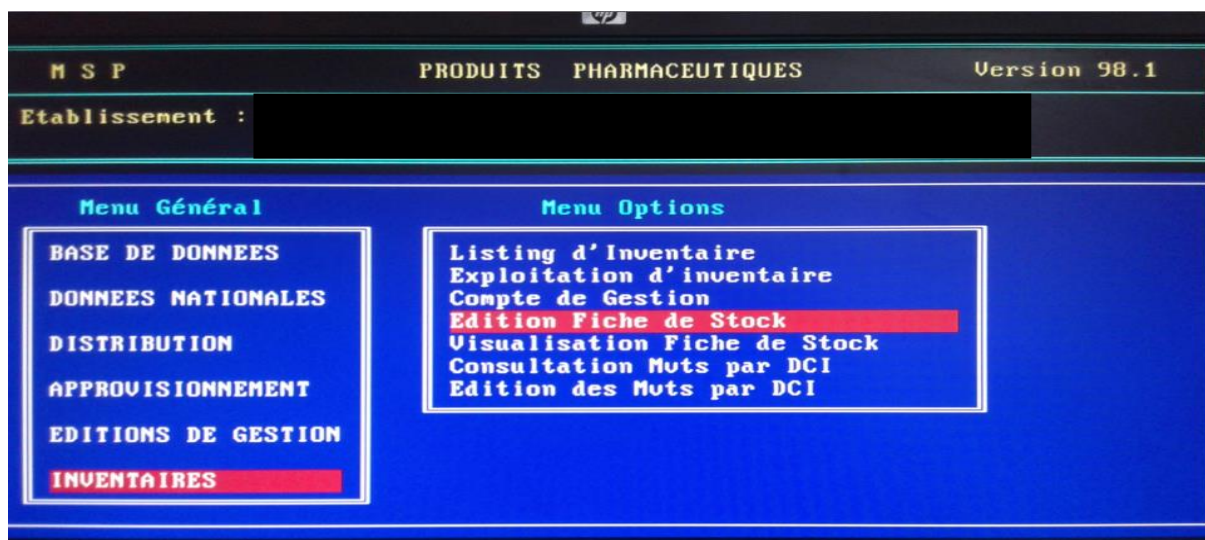 hp
M S P PRODUITS PHARMACEUTIQUES Version 98.1
Etablissement :
Menu Général
BASE DE DONNEES
DONNEES NATIONALES
DISTRIBUTION
APPROVISIONNEMENT
EDITIONS DE GESTION
INVENTAIRES
Menu Options
Listing d'Inventaire
Exploitation d'inventaire
Compte de Gestion
Edition Fiche de Stock
Visualisation Fiche de Stock
Consultation Mvts par DCI
Edition des Mvts par DCI